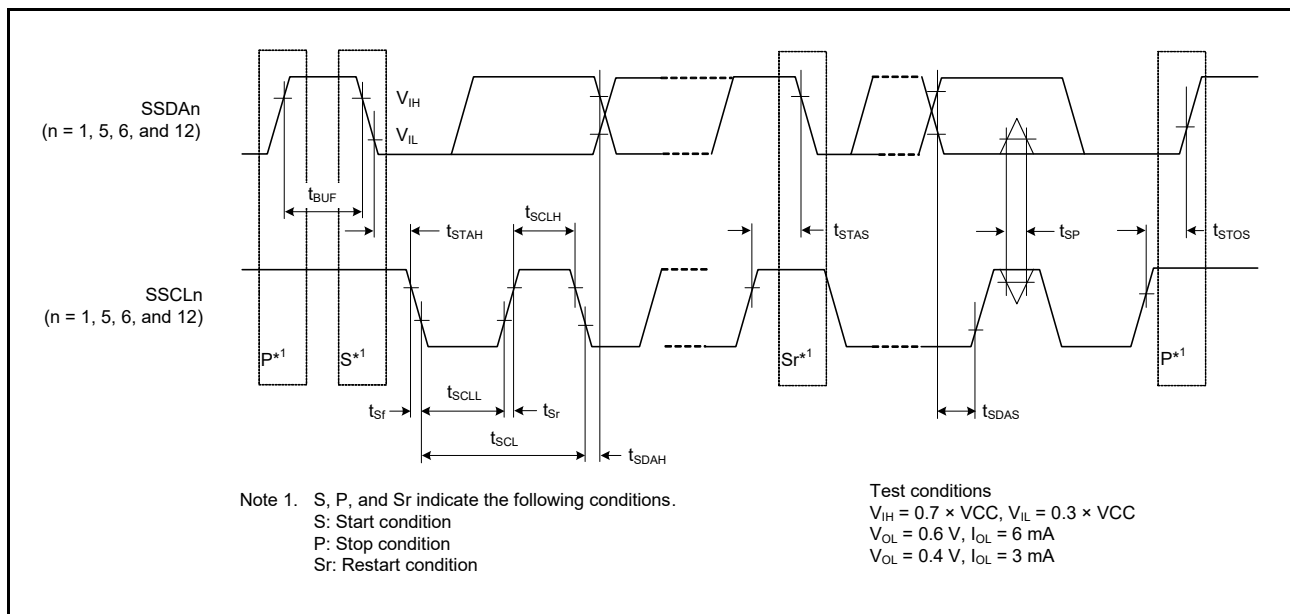 SSDAn
(n = 1, 5, 6, and 12)
VIH
VIL
tBUF
tSTAH
tSCLH
tSTAS
tSP
tSTOS
SSCLn
(n = 1, 5, 6, and 12)
P*1
S*1
Sr*1
P*1
tSf
tSCLL
tSr
tSDAS
tSCL
tSDAH
Note 1. S, P, and Sr indicate the following conditions.
S: Start condition
P: Stop condition
Sr: Restart condition
Test conditions
VIH = 0.7 × VCC, VIL = 0.3 × VCC
VOL = 0.6 V, IOL = 6 mA
VOL = 0.4 V, IOL = 3 mA